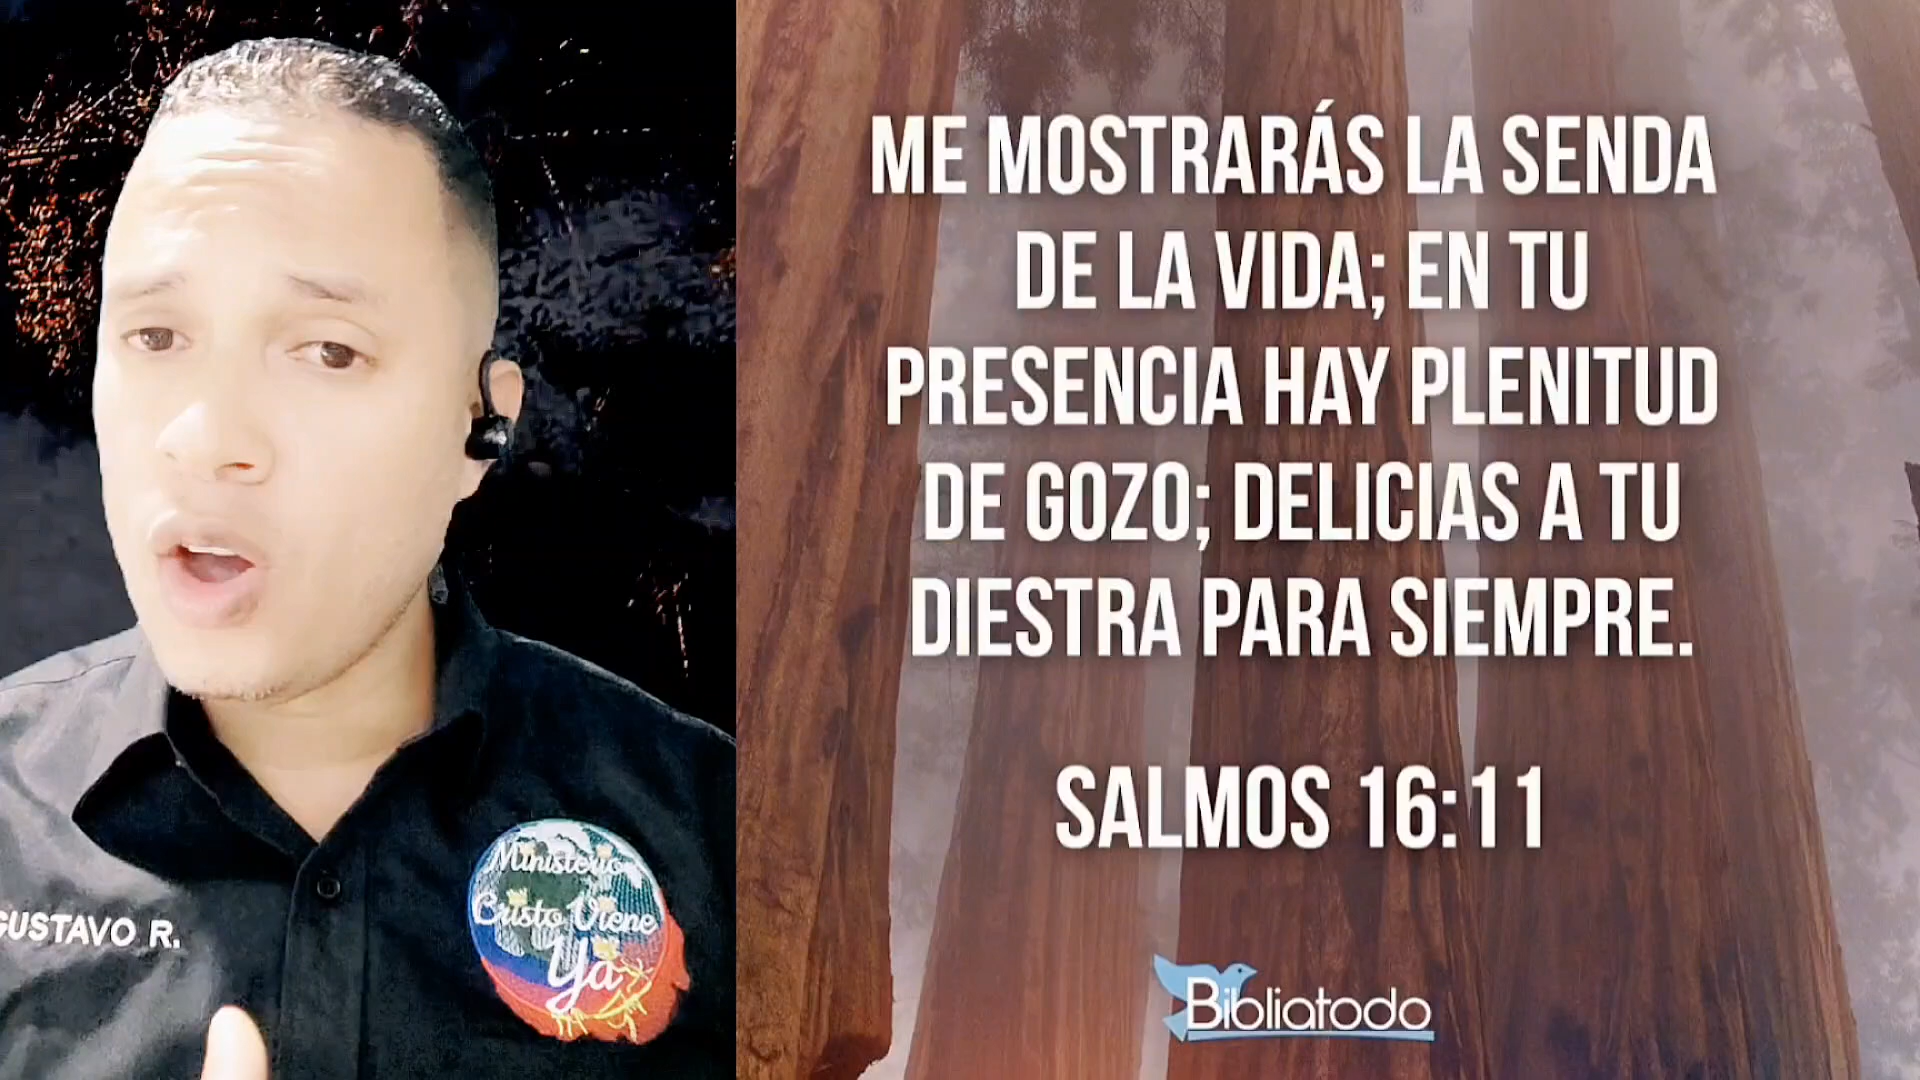 ME MOSTRARÁS LA SENDA
DE LA VIDA; EN TU
PRESENCIA HAY PLENITUD
DE GOZO; DELICIAS A TU
DIESTRA PARA SIEMPRE.
SALMOS 16:11
Bibliatodo
GUSTAVO R.
Ministerio
Cristo Viene
Ya